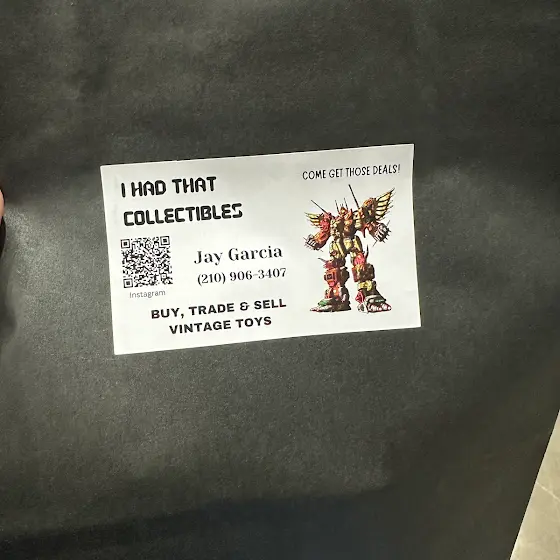 I HAD THAT
COLLECTIBLES
COME GET THOSE DEALS!
Instagram
Jay Garcia
(210) 906-3407
BUY, TRADE & SELL
VINTAGE TOYS